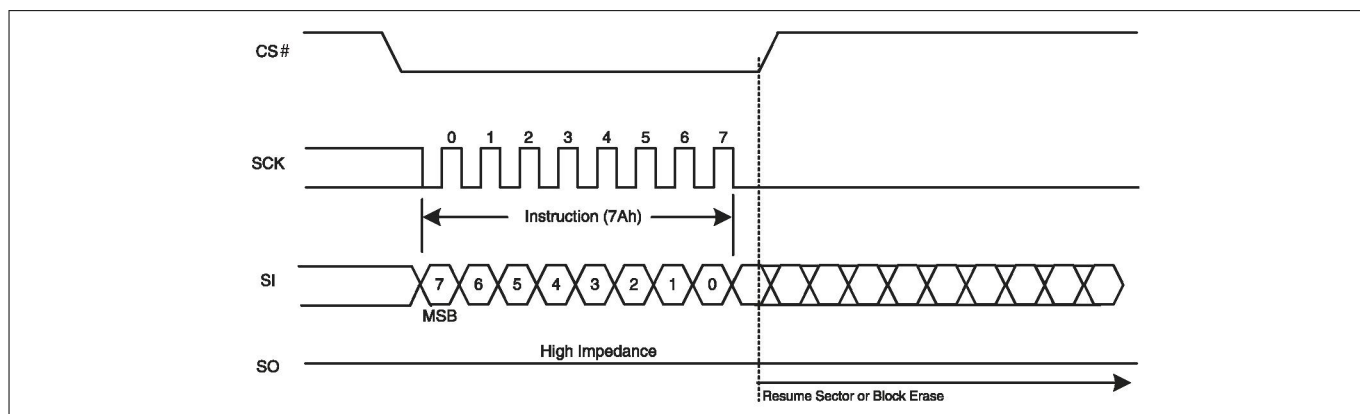 CS#
0 1 2 3 4 5 6 7
SCK
Instruction (7Ah)
SI
7 6 5 4 3 2 1 0
MSB
High Impedance
SO
Resume Sector or Block Erase